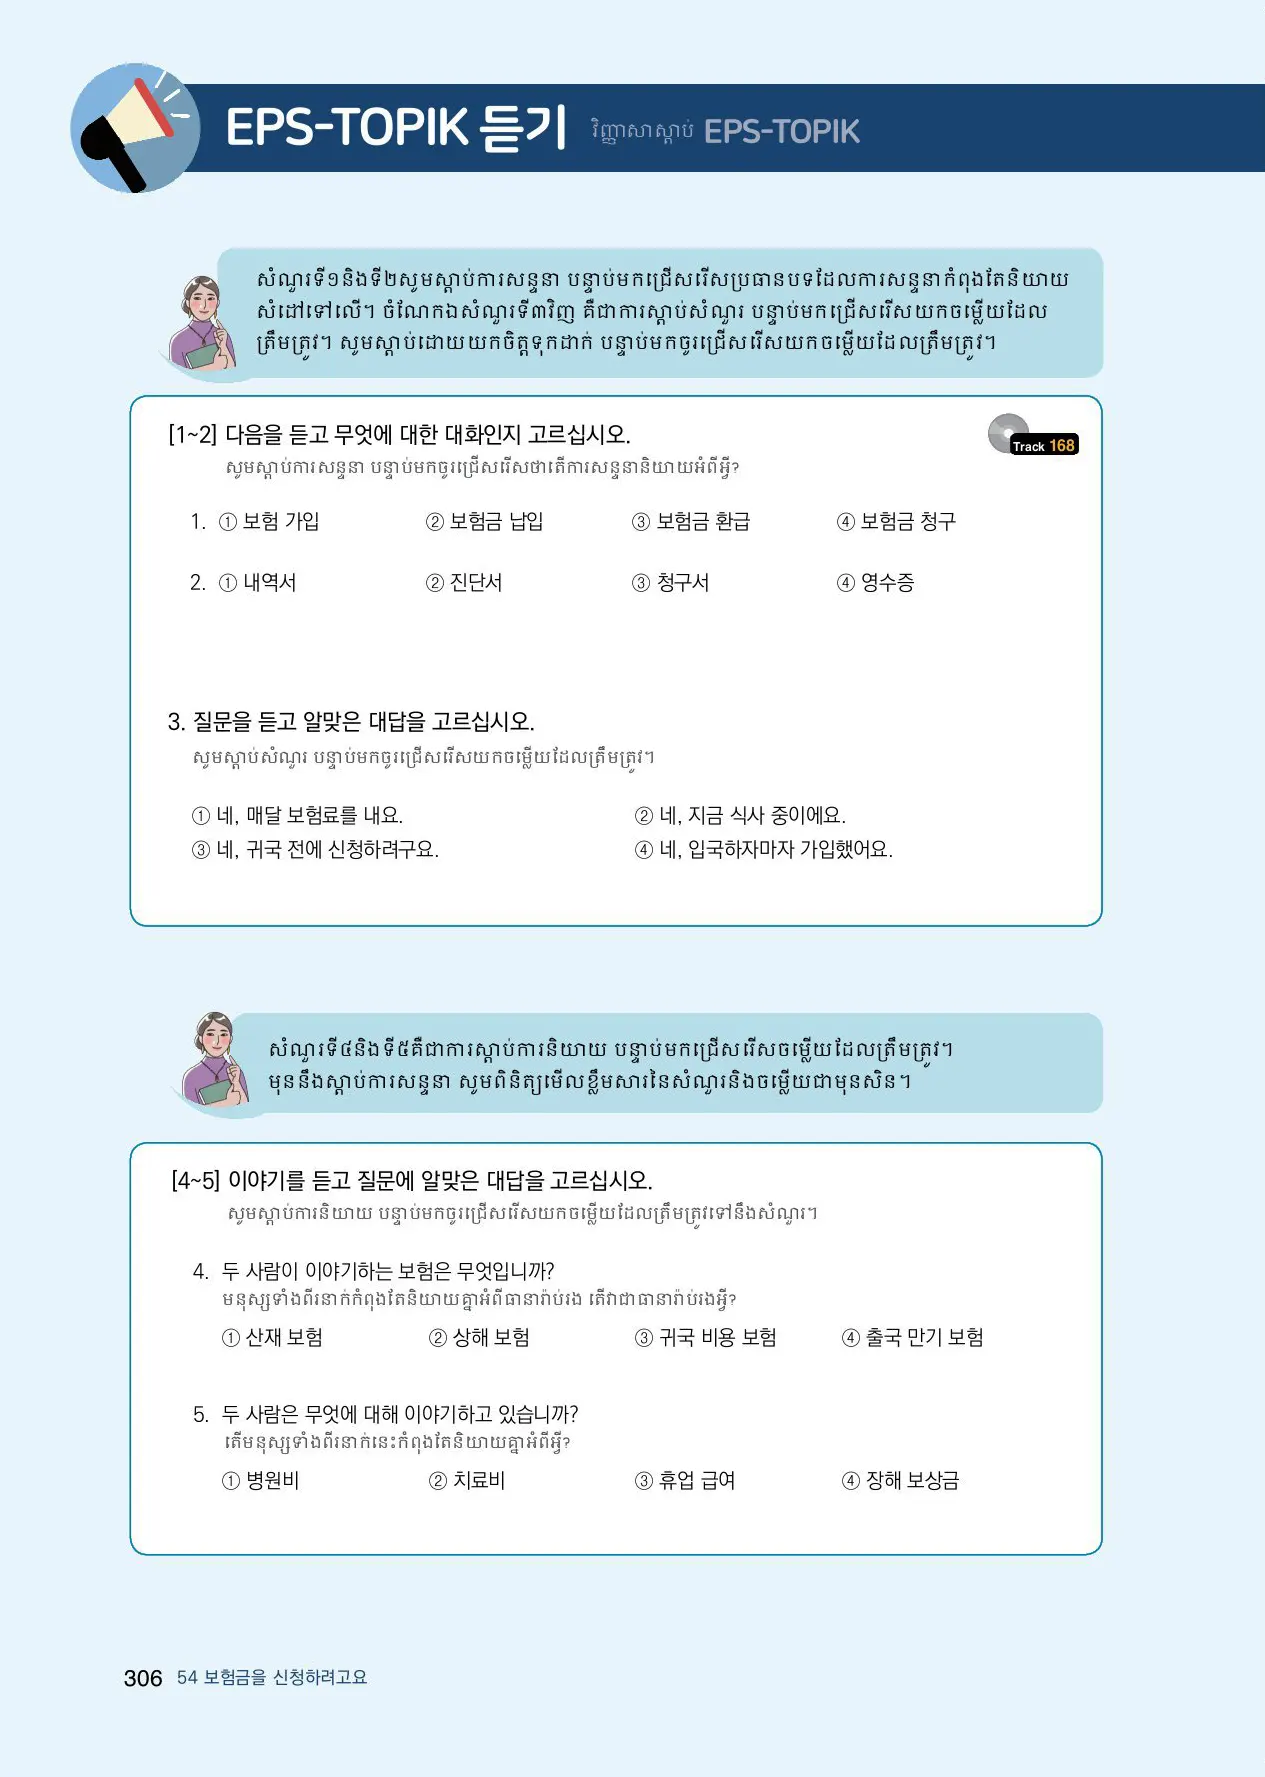 EPS-TOPIK 듣기 វិញ្ញាសាស្តាប់ EPS-TOPIK
សំណួរទី១និងទី២សូមស្តាប់ការសន្ទនា បន្ទាប់មកជ្រើសរើសប្រធានបទដែលការសន្ទនាកំពុងតែនិយាយ
សំដៅទៅលើ។ ចំណែកឯសំណួរទី៣វិញ គឺជាការស្តាប់សំណួរ បន្ទាប់មកជ្រើសរើសយកចម្លើយដែល
ត្រឹមត្រូវ។ សូមស្តាប់ដោយយកចិត្តទុកដាក់ បន្ទាប់មកចូរជ្រើសរើសយកចម្លើយដែលត្រឹមត្រូវ។
[1~2] 다음을 듣고 무엇에 대한 대화인지 고르십시오.
Track 168
សូមស្តាប់ការសន្ទនា បន្ទាប់មកចូរជ្រើសរើសថាតើការសន្ទនានិយាយអំពីអ្វី?
1. ① 보험 가입 ② 보험금 납입 ③ 보험금 환급 ④ 보험금 청구
2. ① 내역서 ② 진단서 ③ 청구서 ④ 영수증
3. 질문을 듣고 알맞은 대답을 고르십시오.
សូមស្តាប់សំណួរ បន្ទាប់មកចូរជ្រើសរើសយកចម្លើយដែលត្រឹមត្រូវ។
① 네, 매달 보험료를 내요. ② 네, 지금 식사 중이에요.
③ 네, 귀국 전에 신청하려구요. ④ 네, 입국하자마자 가입했어요.
សំណួរទី៤និងទី៥គឺជាការស្តាប់ការនិយាយ បន្ទាប់មកជ្រើសរើសចម្លើយដែលត្រឹមត្រូវ។
មុននឹងស្តាប់ការសន្ទនា សូមពិនិត្យមើលខ្លឹមសារនៃសំណួរនិងចម្លើយជាមុនសិន។
[4~5] 이야기를 듣고 질문에 알맞은 대답을 고르십시오.
សូមស្តាប់ការនិយាយ បន្ទាប់មកចូរជ្រើសរើសយកចម្លើយដែលត្រឹមត្រូវទៅនឹងសំណួរ។
4. 두 사람이 이야기하는 보험은 무엇입니까?
មនុស្សទាំងពីរនាក់កំពុងតែនិយាយគ្នាអំពីធានារ៉ាប់រង តើវាជាធានារ៉ាប់រងអ្វី?
① 산재 보험 ② 상해 보험 ③ 귀국 비용 보험 ④ 출국 만기 보험
5. 두 사람은 무엇에 대해 이야기하고 있습니까?
តើមនុស្សទាំងពីរនាក់នេះកំពុងតែនិយាយគ្នាអំពីអ្វី?
① 병원비 ② 치료비 ③ 휴업 급여 ④ 장해 보상금
306 54 보험금을 신청하려고요